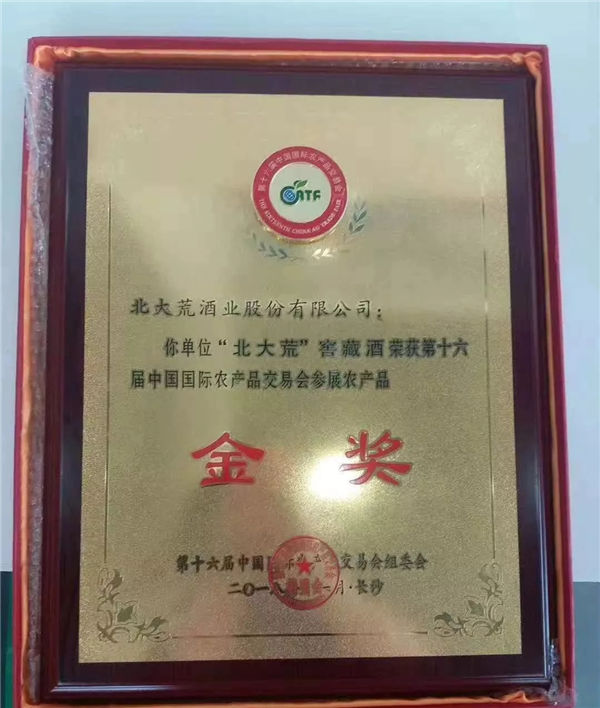 第十六届中国国际农产品交易会
CATF
THE SIXTEENTH CHINA AG TRADE FAIR
北大荒酒业股份有限公司：
你单位“北大荒”窖藏酒荣获第十六
届中国国际农产品交易会参展农产品
金奖
第十六届中国 交易会组委会
二〇一八 一月·长沙